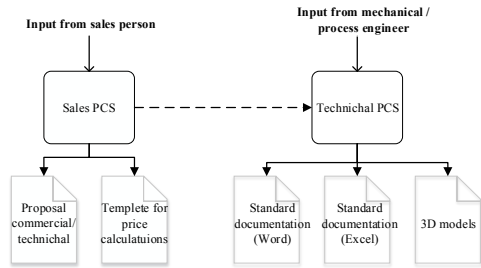 Input from sales person
Input from mechanical /
process engineer
Sales PCS
Technichal PCS
Proposal
commercial/
technichal
Templete for
price
calculatuions
Standard
documentation
(Word)
Standard
documentation
(Excel)
3D models